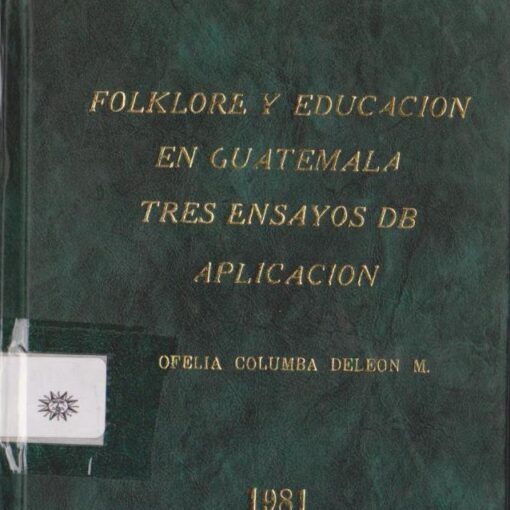 FOLKLORE Y EDUCACION
EN GUATEMALA
TRES ENSAYOS DB
APLICACION
OFELIA COLUMBA DELEON M.
1981